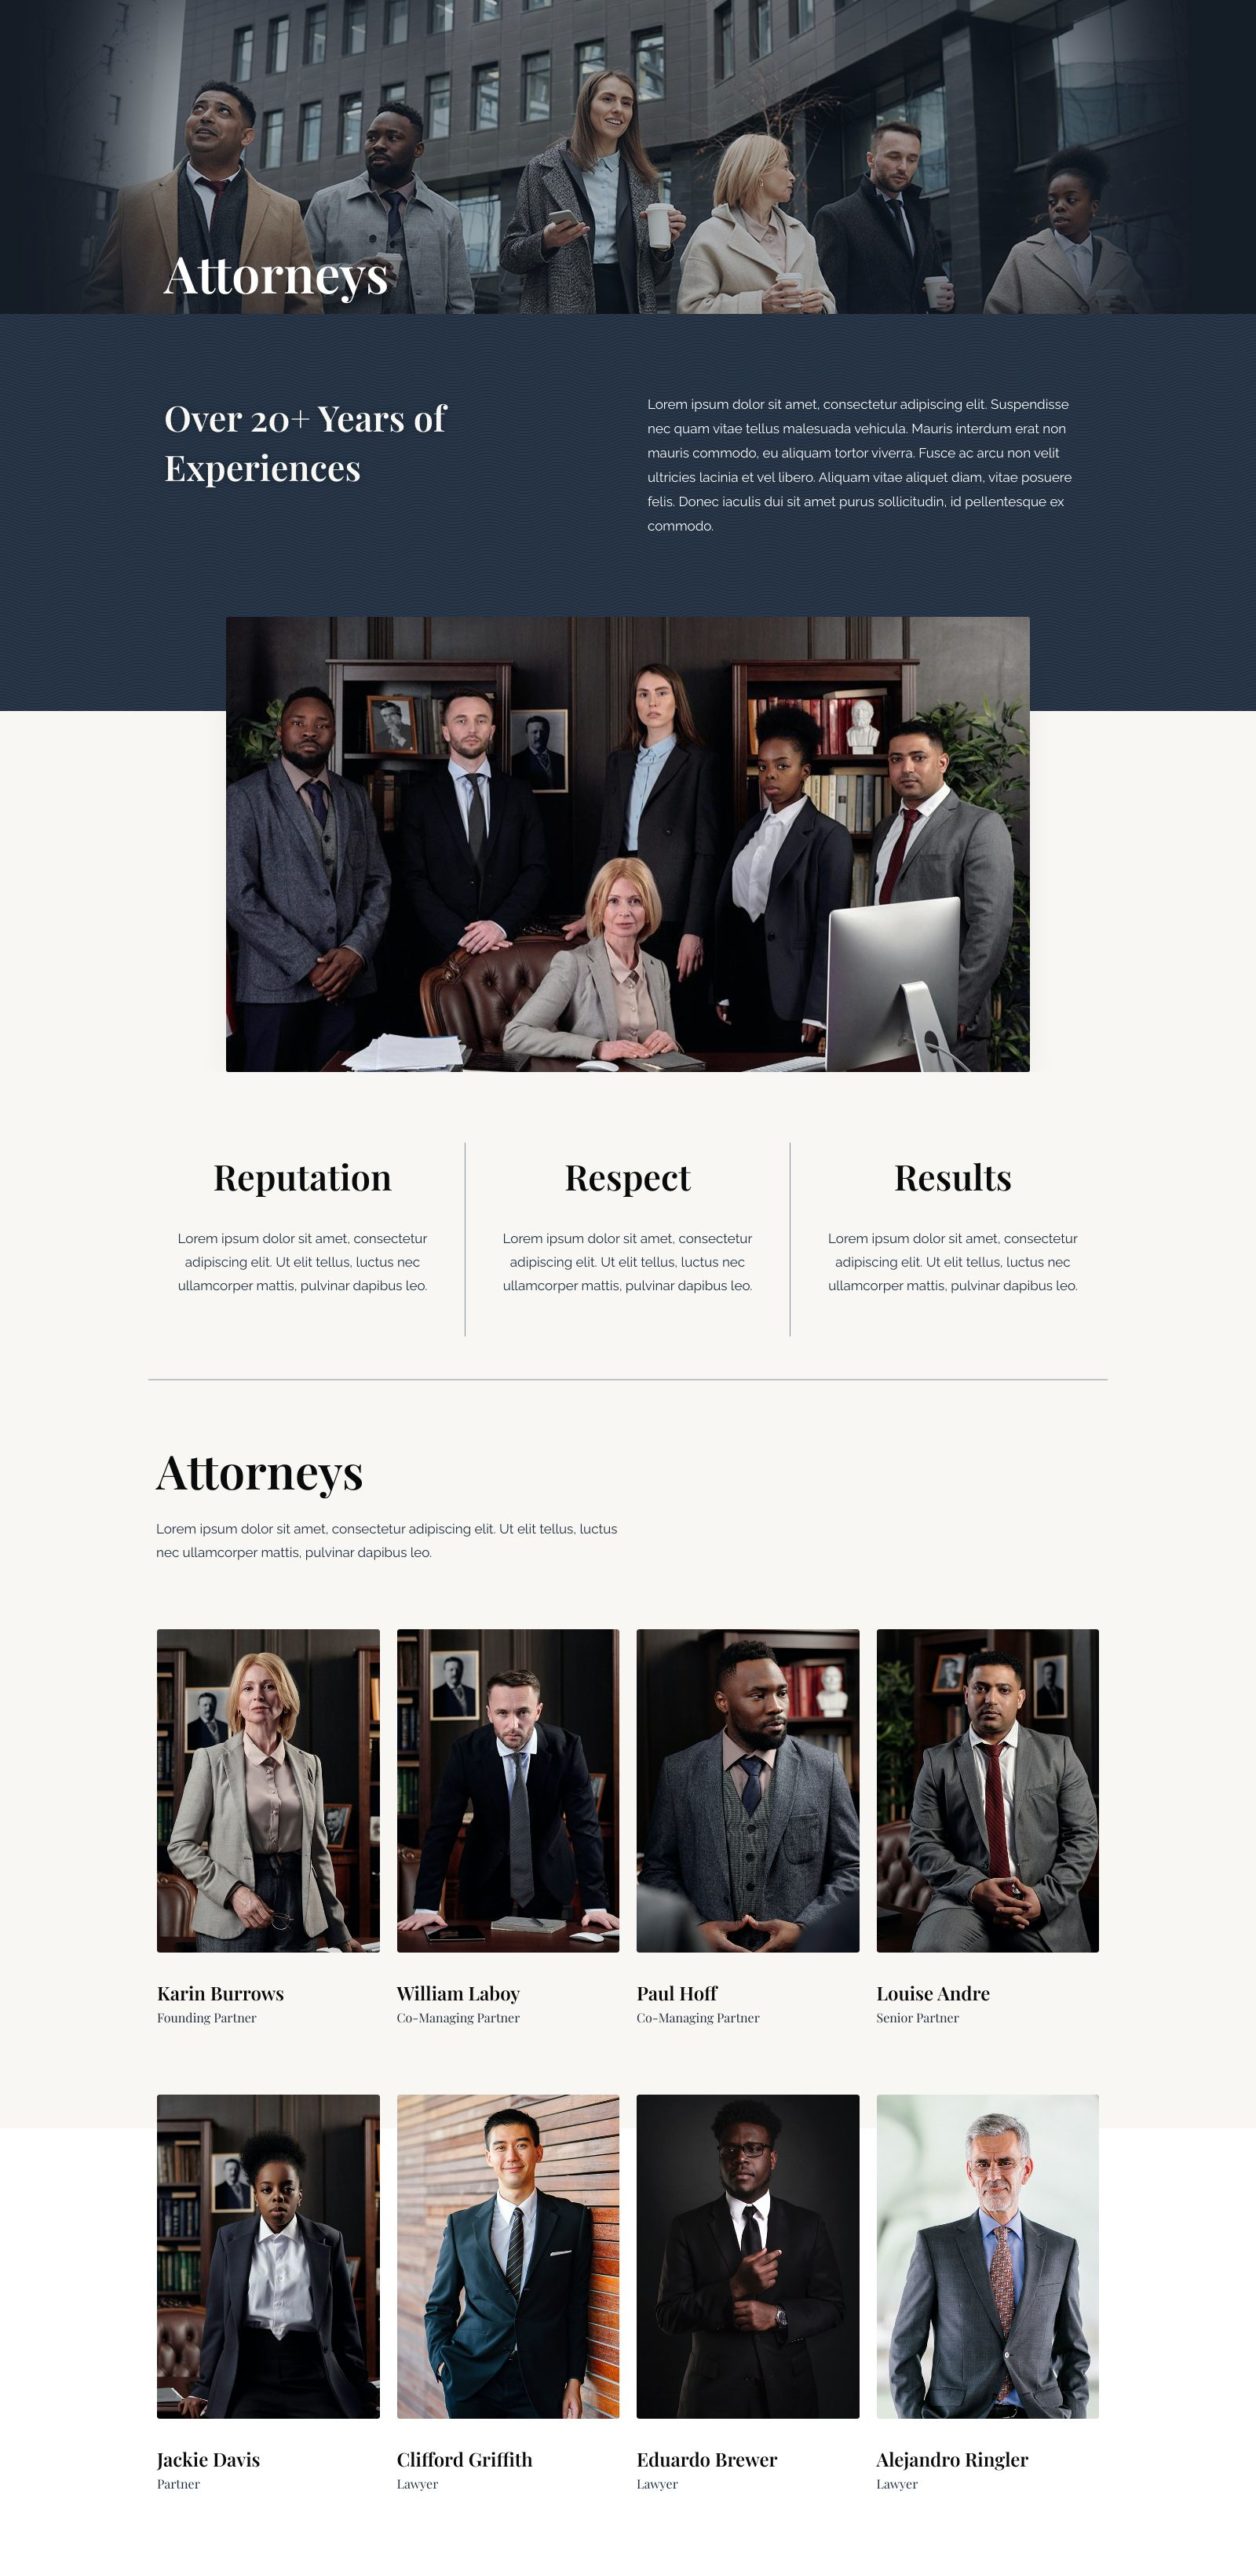 Attorneys
Over 20+ Years of
Experiences
Lorem ipsum dolor sit amet, consectetur adipiscing elit. Suspendisse
nec quam vitae tellus malesuada vehicula. Mauris interdum erat non
mauris commodo, eu aliquam tortor viverra. Fusce ac arcu non velit
ultricies lacinia et vel libero. Aliquam vitae aliquet diam, vitae posuere
felis. Donec iaculis dui sit amet purus sollicitudin, id pellentesque ex
commodo.
Reputation
Lorem ipsum dolor sit amet, consectetur
adipiscing elit. Ut elit tellus, luctus nec
ullamcorper mattis, pulvinar dapibus leo.
Respect
Lorem ipsum dolor sit amet, consectetur
adipiscing elit. Ut elit tellus, luctus nec
ullamcorper mattis, pulvinar dapibus leo.
Results
Lorem ipsum dolor sit amet, consectetur
adipiscing elit. Ut elit tellus, luctus nec
ullamcorper mattis, pulvinar dapibus leo.
Attorneys
Lorem ipsum dolor sit amet, consectetur adipiscing elit. Ut elit tellus, luctus
nec ullamcorper mattis, pulvinar dapibus leo.
Karin Burrows
Founding Partner
William Laboy
Co-Managing Partner
Paul Hoff
Co-Managing Partner
Louise Andre
Senior Partner
Jackie Davis
Partner
Clifford Griffith
Lawyer
Eduardo Brewer
Lawyer
Alejandro Ringler
Lawyer